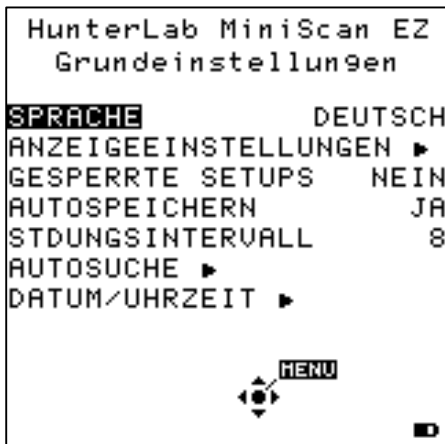 HunterLab MiniScan EZ
Grundeinstellungen
SPRACHE DEUTSCH
ANZEIGEEINSTELLUNGEN ▶
GESPERRTE SETUPS NEIN
AUTOSPEICHERN JA
STDUNGSINTERVALL 8
AUTOSUCHE ▶
DATUM/UHRZEIT ▶
MENU